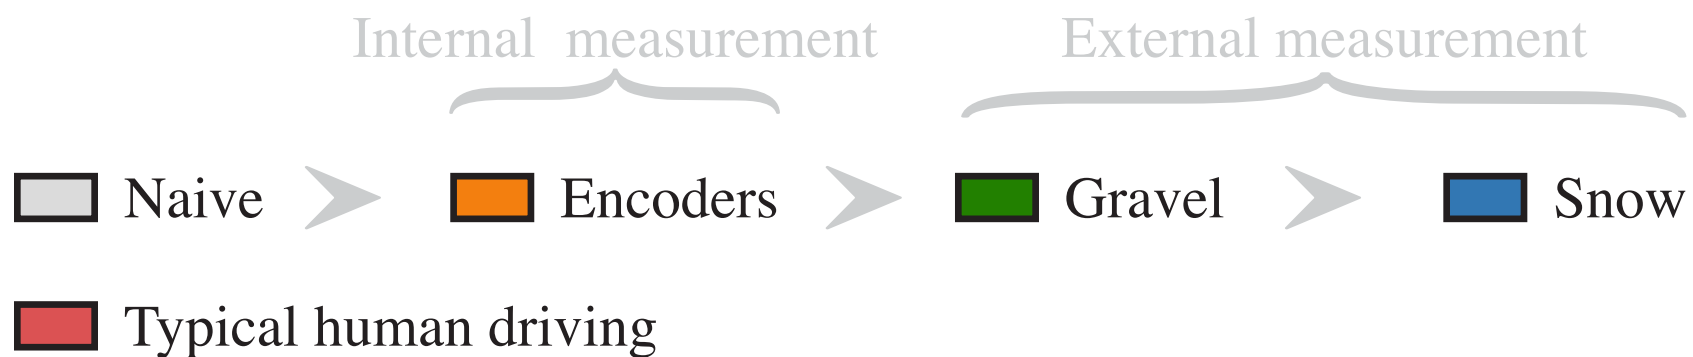 Internal measurement External measurement
Naive Encoders Gravel Snow
Typical human driving